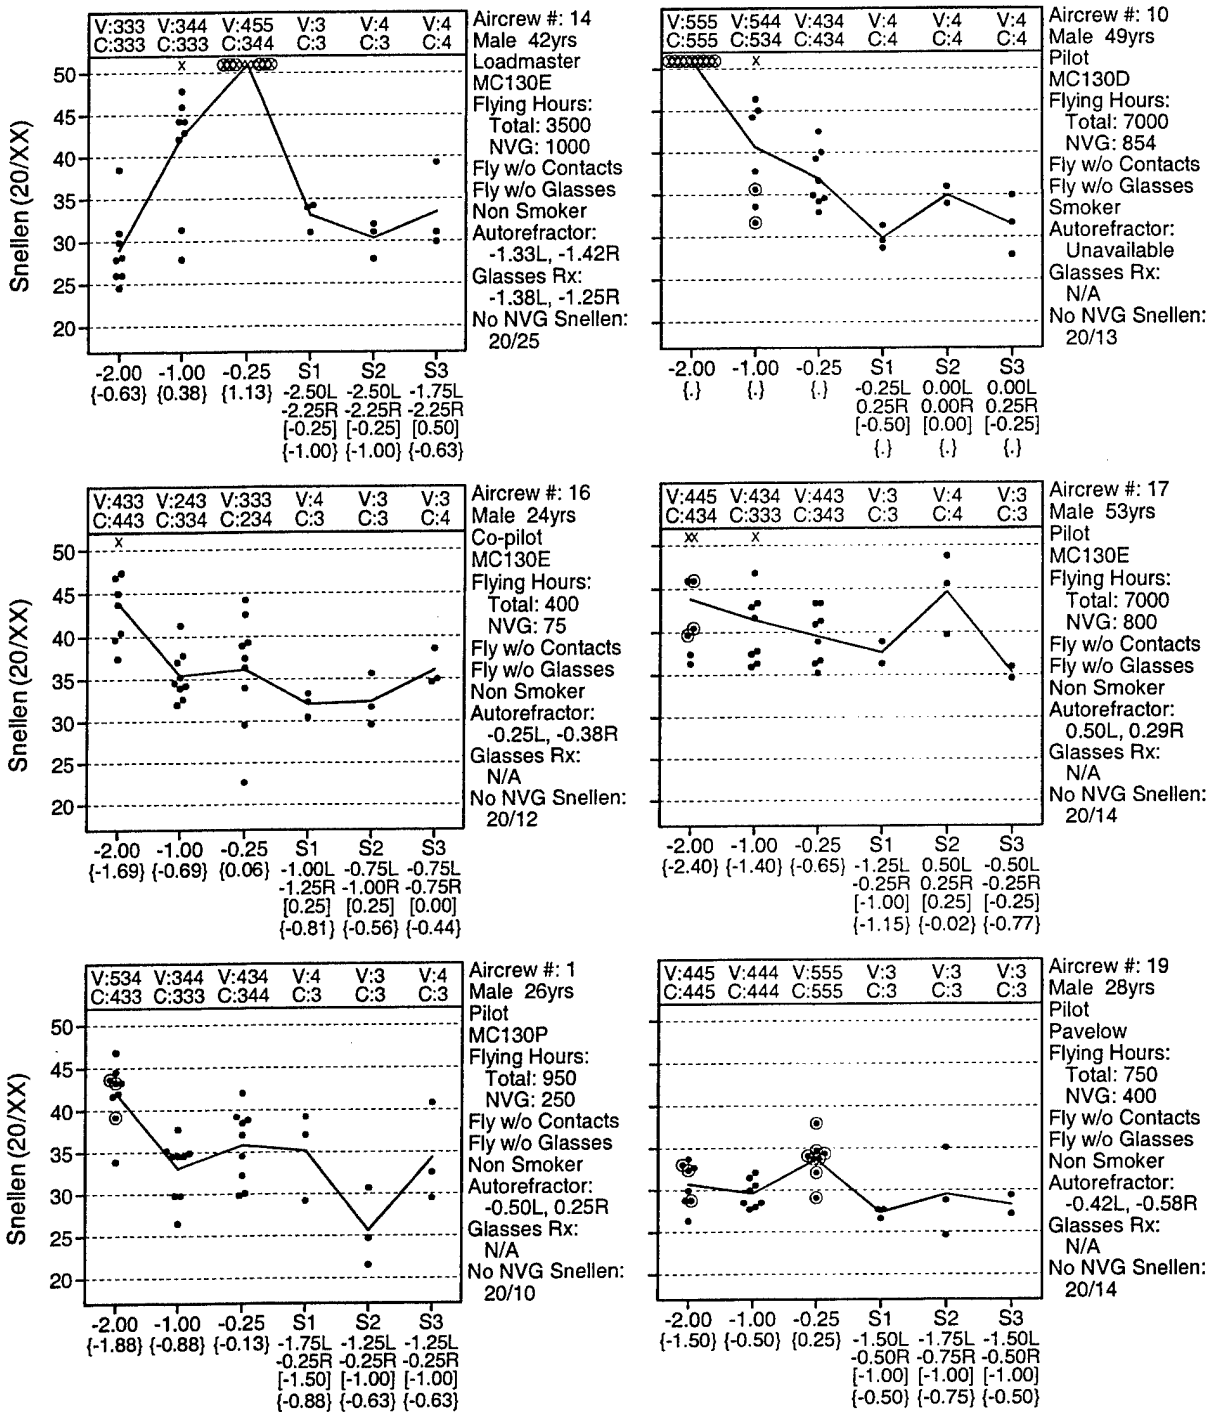 V:333 V:344 V:455 V:3 V:4 V:4
C:333 C:333 C:344 C:3 C:3 C:4
Aircrew #: 14
Male 42yrs
Loadmaster
MC130E
Flying Hours:
Total: 3500
NVG: 1000
Fly w/o Contacts
Fly w/o Glasses
Non Smoker
Autorefractor:
-1.33L, -1.42R
Glasses Rx:
-1.38L, -1.25R
No NVG Snellen:
20/25
Snellen (20/XX)
50
45
40
35
30
25
20
-2.00 -1.00 -0.25 S1 S2 S3
{-0.63} {0.38} {1.13} -2.50L -2.50L -1.75L
-2.25R -2.25R -2.25R
[-0.25] [-0.25] [0.50]
{-1.00} {-1.00} {-0.63}
V:555 V:544 V:434 V:4 V:4 V:4
C:555 C:534 C:434 C:4 C:4 C:4
Aircrew #: 10
Male 49yrs
Pilot
MC130D
Flying Hours:
Total: 7000
NVG: 854
Fly w/o Contacts
Fly w/o Glasses
Smoker
Autorefractor:
Unavailable
Glasses Rx:
N/A
No NVG Snellen:
20/13
-2.00 -1.00 -0.25 S1 S2 S3
{.} {.} {.} -0.25L 0.00L 0.00L
0.25R 0.00R 0.25R
[-0.50] [0.00] [-0.25]
{.} {.} {.}
V:433 V:243 V:333 V:4 V:3 V:3
C:443 C:334 C:234 C:3 C:3 C:4
Aircrew #: 16
Male 24yrs
Co-pilot
MC130E
Flying Hours:
Total: 400
NVG: 75
Fly w/o Contacts
Fly w/o Glasses
Non Smoker
Autorefractor:
-0.25L, -0.38R
Glasses Rx:
N/A
No NVG Snellen:
20/12
Snellen (20/XX)
50
45
40
35
30
25
20
-2.00 -1.00 -0.25 S1 S2 S3
{-1.69} {-0.69} {0.06} -1.00L -0.75L -0.75L
-1.25R -1.00R -0.75R
[0.25] [0.25] [0.00]
{-0.81} {-0.56} {-0.44}
V:445 V:434 V:443 V:3 V:4 V:3
C:434 C:333 C:343 C:3 C:4 C:3
Aircrew #: 17
Male 53yrs
Pilot
MC130E
Flying Hours:
Total: 7000
NVG: 800
Fly w/o Contacts
Fly w/o Glasses
Non Smoker
Autorefractor:
0.50L, 0.29R
Glasses Rx:
N/A
No NVG Snellen:
20/14
-2.00 -1.00 -0.25 S1 S2 S3
{-2.40} {-1.40} {-0.65} -1.25L 0.50L -0.50L
-0.25R 0.25R -0.25R
[-1.00] [0.25] [-0.25]
{-1.15} {-0.02} {-0.77}
V:534 V:344 V:434 V:4 V:3 V:4
C:433 C:333 C:344 C:3 C:3 C:3
Aircrew #: 1
Male 26yrs
Pilot
MC130P
Flying Hours:
Total: 950
NVG: 250
Fly w/o Contacts
Fly w/o Glasses
Non Smoker
Autorefractor:
-0.50L, 0.25R
Glasses Rx:
N/A
No NVG Snellen:
20/10
Snellen (20/XX)
50
45
40
35
30
25
20
-2.00 -1.00 -0.25 S1 S2 S3
{-1.88} {-0.88} {-0.13} -1.75L -1.25L -1.25L
-0.25R -0.25R -0.25R
[-1.50] [-1.00] [-1.00]
{-0.88} {-0.63} {-0.63}
V:445 V:444 V:555 V:3 V:3 V:3
C:445 C:444 C:555 C:3 C:3 C:3
Aircrew #: 19
Male 28yrs
Pilot
Pavelow
Flying Hours:
Total: 750
NVG: 400
Fly w/o Contacts
Fly w/o Glasses
Non Smoker
Autorefractor:
-0.42L, -0.58R
Glasses Rx:
N/A
No NVG Snellen:
20/14
-2.00 -1.00 -0.25 S1 S2 S3
{-1.50} {-0.50} {0.25} -1.50L -1.75L -1.50L
-0.50R -0.75R -0.50R
[-1.00] [-1.00] [-1.00]
{-0.50} {-0.75} {-0.50}